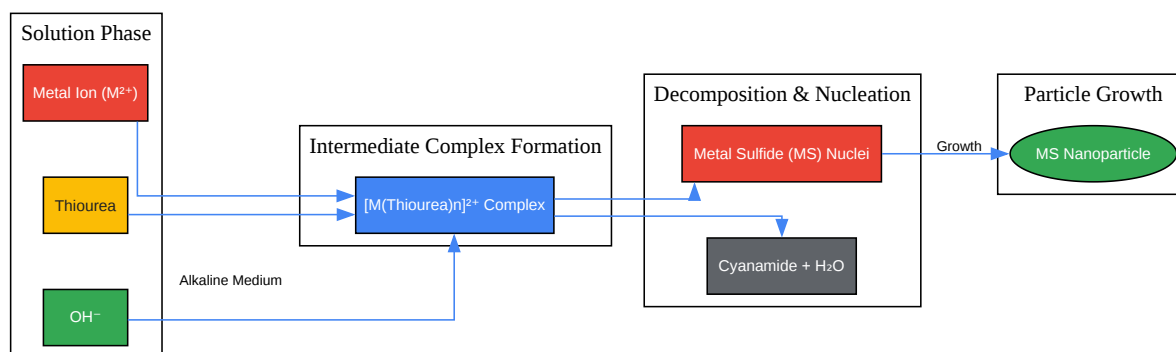 Solution Phase
Metal Ion (M²⁺)
Thiourea
OH⁻
Alkaline Medium
Intermediate Complex Formation
[M(Thiourea)n]²⁺ Complex
Decomposition & Nucleation
Metal Sulfide (MS) Nuclei
Cyanamide + H₂O
Growth
Particle Growth
MS Nanoparticle